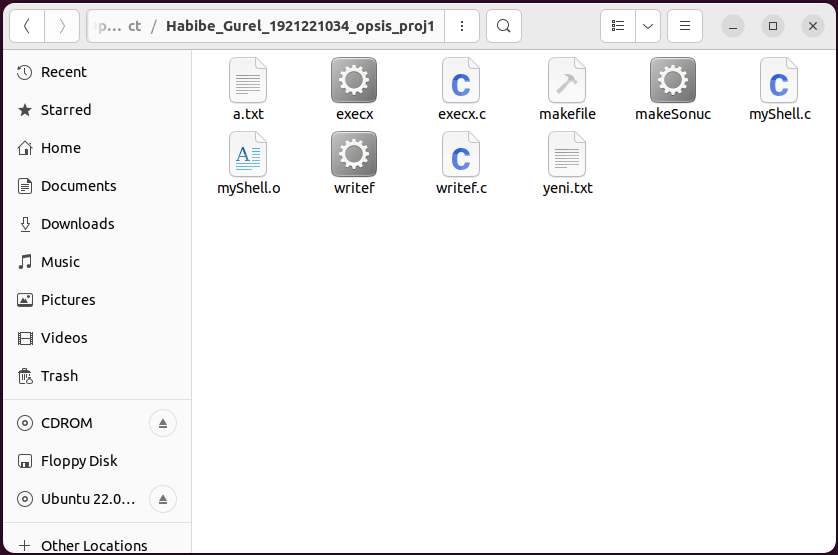 ct / Habibe_Gurel_1921221034_opsis_proj1
Recent
Starred
Home
Documents
Downloads
Music
Pictures
Videos
Trash
CDROM
Floppy Disk
Ubuntu 22.0...
Other Locations
a.txt execx execx.c makefile makeSonuc myShell.c
myShell.o writef writef.c yeni.txt